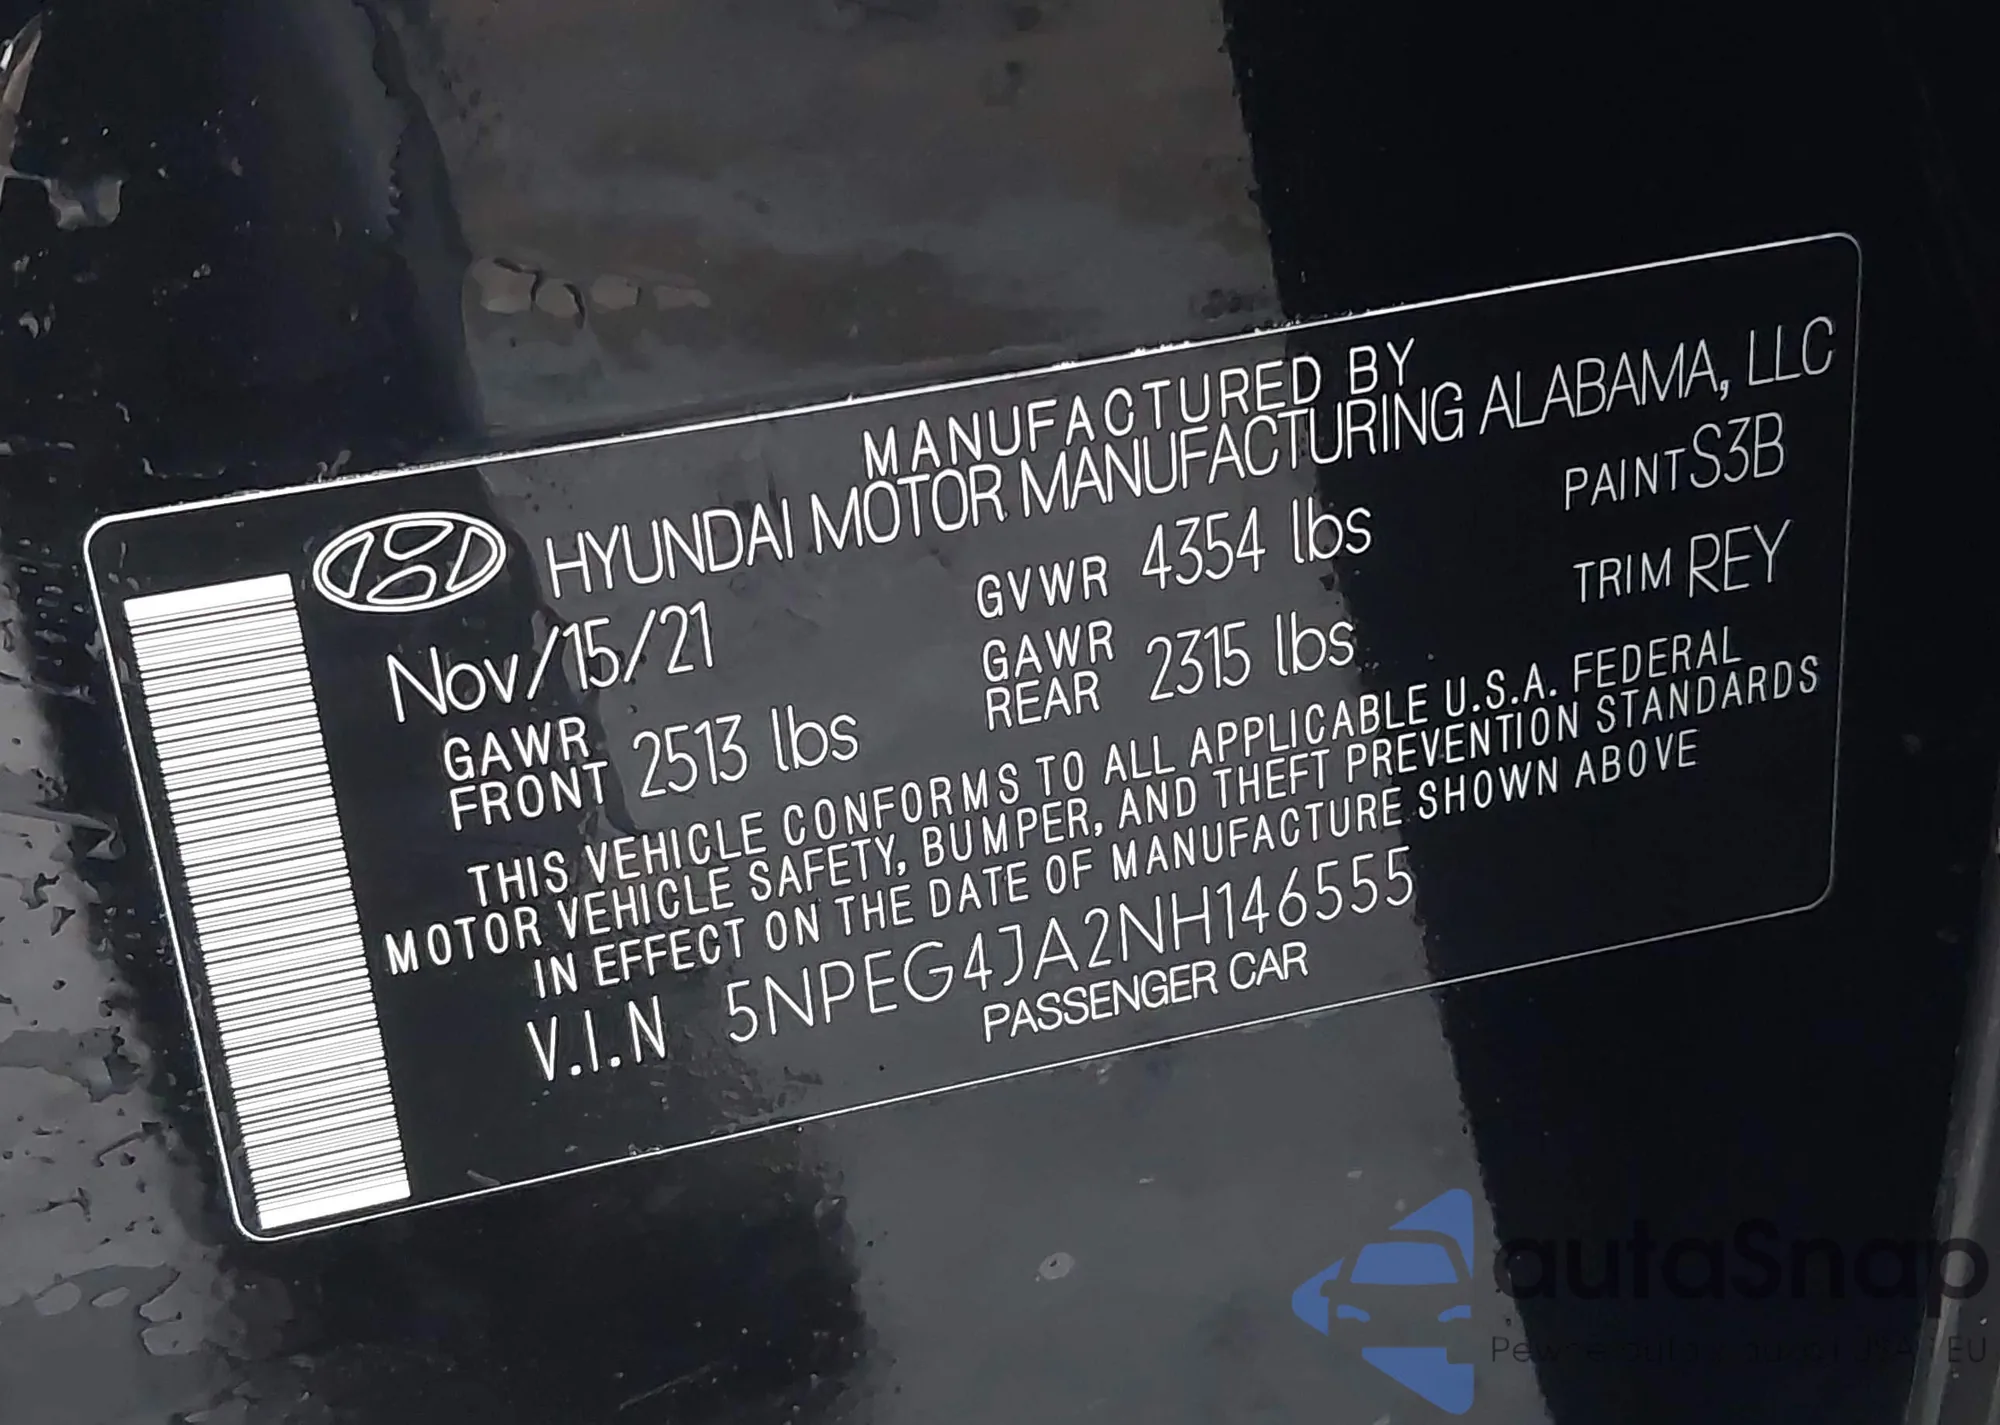 MANUFACTURED BY
HYUNDAI MOTOR MANUFACTURING ALABAMA, LLC
Nov/15/21
GVWR 4354 lbs
PAINT S3B
GAWR FRONT 2513 lbs
GAWR REAR 2315 lbs
TRIM REY
THIS VEHICLE CONFORMS TO ALL APPLICABLE U.S.A. FEDERAL
MOTOR VEHICLE SAFETY, BUMPER, AND THEFT PREVENTION STANDARDS
IN EFFECT ON THE DATE OF MANUFACTURE SHOWN ABOVE
V.I.N 5NPEG4JA2NH146555
PASSENGER CAR
autaSnap
EU